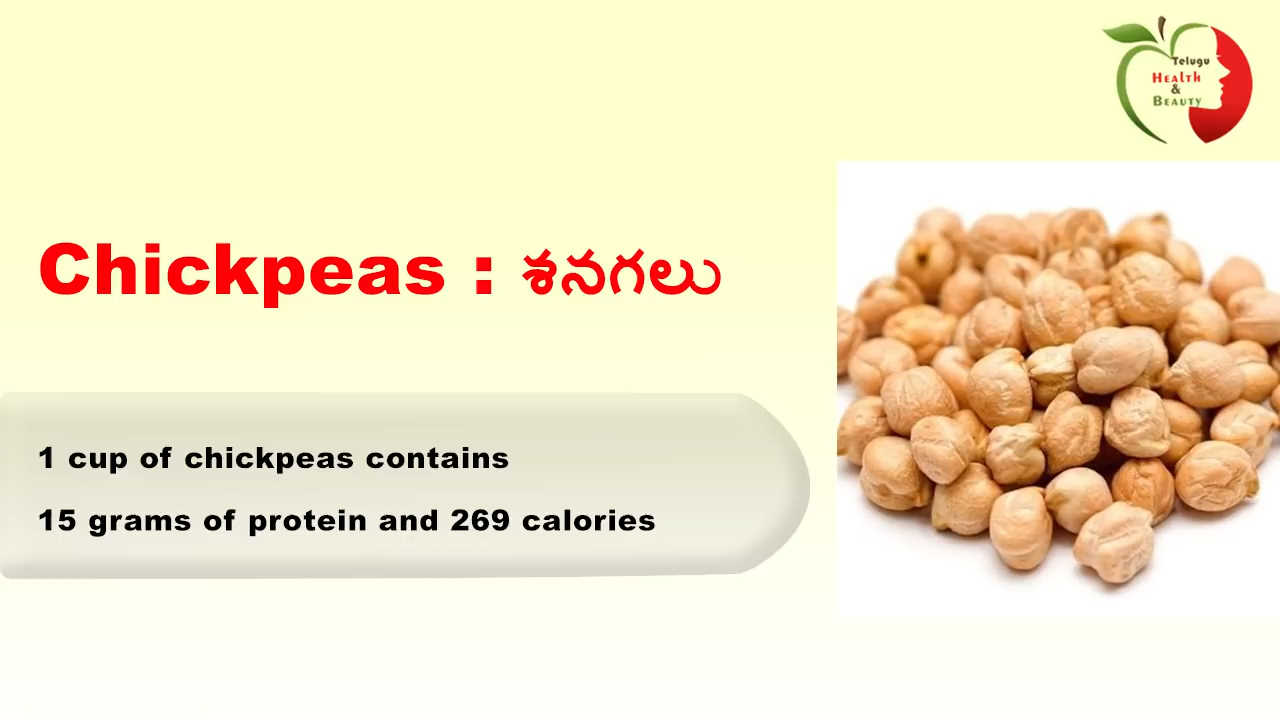 Telugu
Health
&
Beauty
Chickpeas : శనగలు
1 cup of chickpeas contains
15 grams of protein and 269 calories